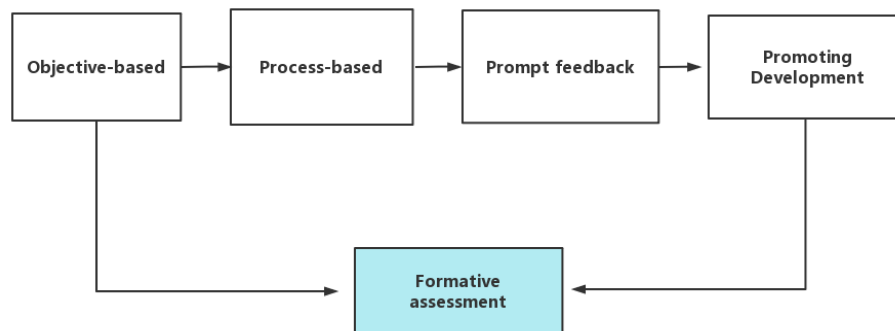 Objective-based
Process-based
Prompt feedback
Promoting
Development
Formative
assessment